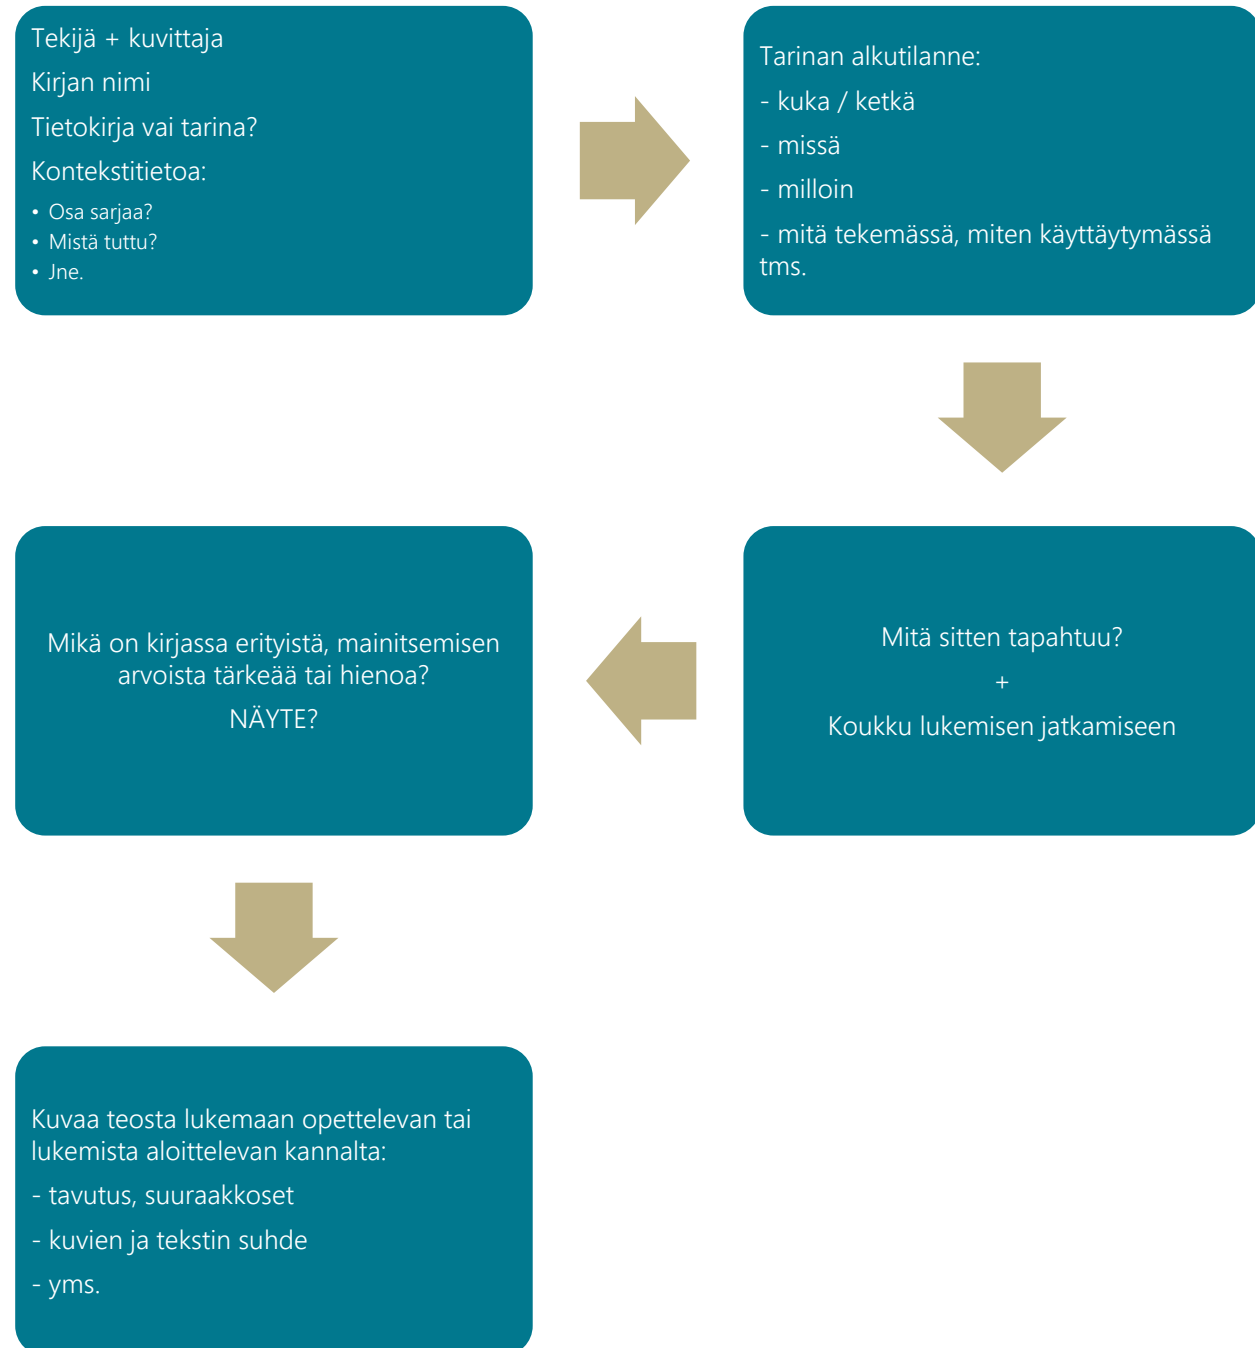 Tekijä + kuvittaja
Kirjan nimi
Tietokirja vai tarina?
Kontekstitietoa:
• Osa sarjaa?
• Mistä tuttu?
• Jne.
Tarinan alkutilanne:
- kuka / ketkä
- missä
- milloin
- mitä tekemässä, miten käyttäytymässä
tms.
Mitä sitten tapahtuu?
+
Koukku lukemisen jatkamiseen
Mikä on kirjassa erityistä, mainitsemisen
arvoista tärkeää tai hienoa?
NÄYTE?
Kuvaa teosta lukemaan opettelevan tai
lukemista aloittelevan kannalta:
- tavutus, suuraakkoset
- kuvien ja tekstin suhde
- yms.